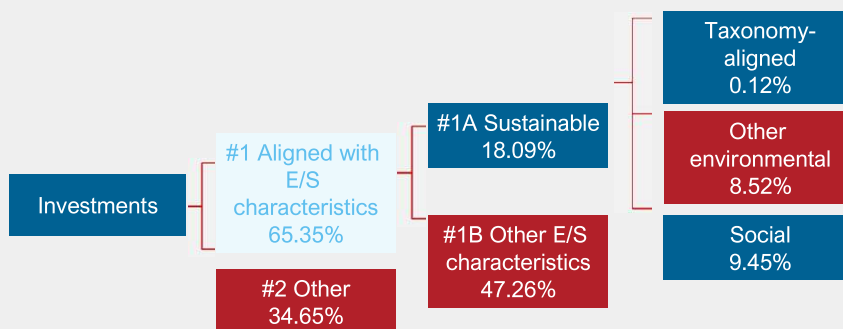 Investments
#1 Aligned with
E/S
characteristics
65.35%
#2 Other
34.65%
#1A Sustainable
18.09%
#1B Other E/S
characteristics
47.26%
Taxonomy-
aligned
0.12%
Other
environmental
8.52%
Social
9.45%